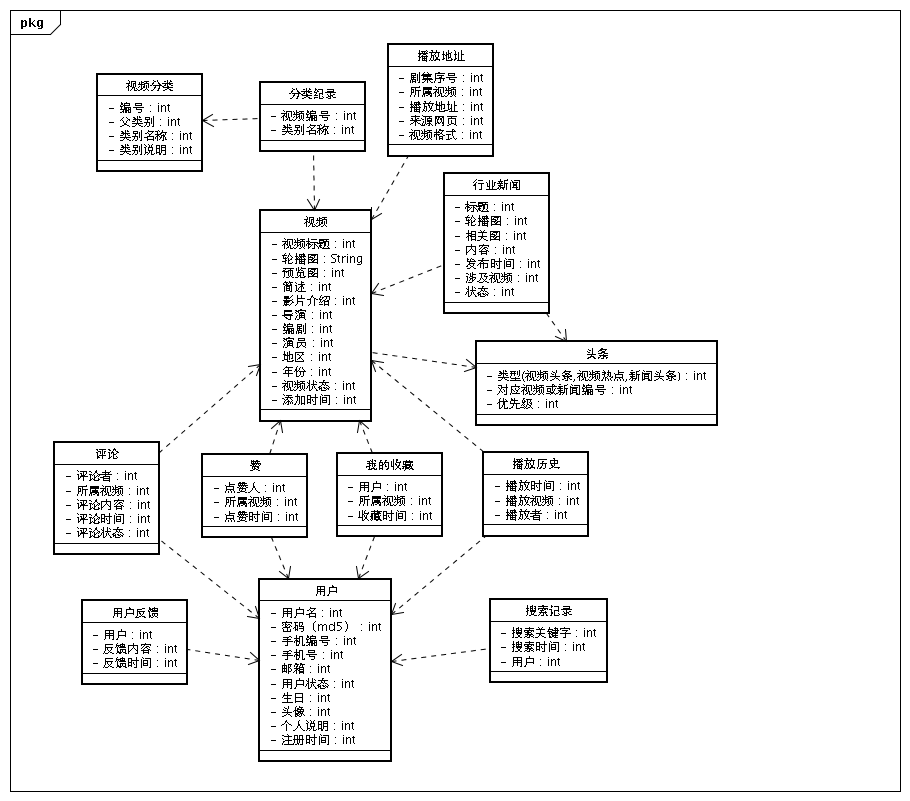 pkg
视频分类
- 编号 : int
- 父类别 : int
- 类别名称 : int
- 类别说明 : int
分类纪录
- 视频编号 : int
- 类别名称 : int
播放地址
- 剧集序号 : int
- 所属视频 : int
- 播放地址 : int
- 来源网页 : int
- 视频格式 : int
行业新闻
- 标题 : int
- 轮播图 : int
- 相关图 : int
- 内容 : int
- 发布时间 : int
- 涉及视频 : int
- 状态 : int
视频
- 视频标题 : int
- 轮播图 : String
- 预览图 : int
- 简述 : int
- 影片介绍 : int
- 导演 : int
- 编剧 : int
- 演员 : int
- 地区 : int
- 年份 : int
- 视频状态 : int
- 添加时间 : int
头条
- 类型(视频头条,视频热点,新闻头条) : int
- 对应视频或新闻编号 : int
- 优先级 : int
评论
- 评论者 : int
- 所属视频 : int
- 评论内容 : int
- 评论时间 : int
- 评论状态 : int
赞
- 点赞人 : int
- 所属视频 : int
- 点赞时间 : int
我的收藏
- 用户 : int
- 所属视频 : int
- 收藏时间 : int
播放历史
- 播放时间 : int
- 播放视频 : int
- 播放者 : int
用户反馈
- 用户 : int
- 反馈内容 : int
- 反馈时间 : int
用户
- 用户名 : int
- 密码（md5） : int
- 手机编号 : int
- 手机号 : int
- 邮箱 : int
- 用户状态 : int
- 生日 : int
- 头像 : int
- 个人说明 : int
- 注册时间 : int
搜索记录
- 搜索关键字 : int
- 搜索时间 : int
- 用户 : int